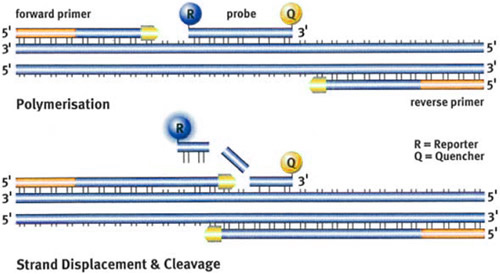 forward primer
R
probe
Q
5'
3'
3'
5'
5'
3'
5'
Polymerisation
reverse primer
R = Reporter
Q = Quencher
R
Q
5'
3'
3'
5'
5'
3'
5'
Strand Displacement & Cleavage